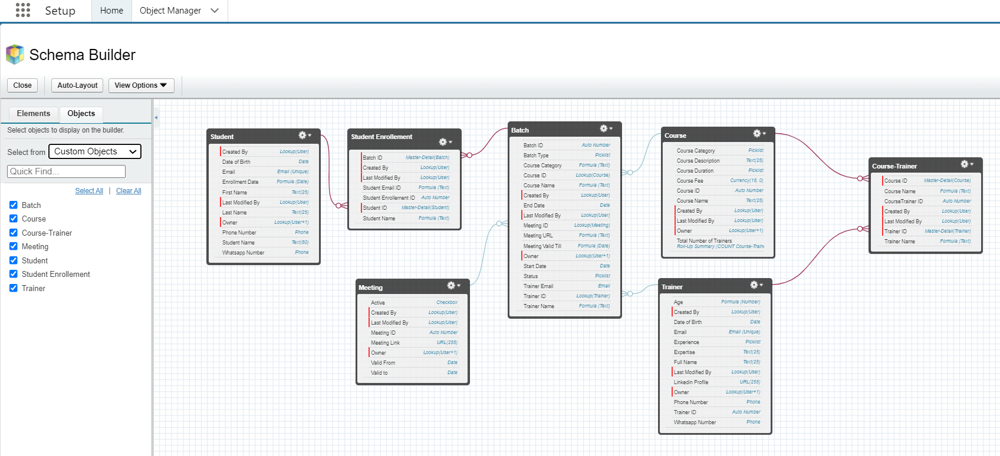 Setup
Home
Object Manager
Schema Builder
Close
Auto-Layout
View Options
Elements
Objects
Select objects to display on the builder.
Select from Custom Objects
Quick Find...
Select All | Clear All
Batch
Course
Course-Trainer
Meeting
Student
Student Enrollement
Trainer
Student
Created By Lookup(User)
Date of Birth Date
Email Email (Unique)
Enrollment Date Formula (Date)
First Name Text(25)
Last Modified By Lookup(User)
Last Name Text(25)
Owner Lookup(User+1)
Phone Number Phone
Student Name Text(80)
Whatsapp Number Phone
Student Enrollement
Batch ID Master-Detail(Batch)
Created By Lookup(User)
Last Modified By Lookup(User)
Student Email ID Formula (Text)
Student Enrollement ID Auto Number
Student ID Master-Detail(Student)
Student Name Formula (Text)
Meeting
Active Checkbox
Created By Lookup(User)
Last Modified By Lookup(User)
Meeting ID Auto Number
Meeting Link URL(255)
Owner Lookup(User+1)
Valid From Date
Valid to Date
Batch
Batch ID Auto Number
Batch Type Picklist
Course Category Formula (Text)
Course ID Lookup(Course)
Course Name Formula (Text)
Created By Lookup(User)
End Date Date
Last Modified By Lookup(User)
Meeting ID Lookup(Meeting)
Meeting URL Formula (Text)
Meeting Valid Till Formula (Date)
Owner Lookup(User+1)
Start Date Date
Status Picklist
Trainer Email Email
Trainer ID Lookup(Trainer)
Trainer Name Formula (Text)
Course
Course Category Picklist
Course Description Text(25)
Course Duration Picklist
Course Fee Currency(18, 0)
Course ID Auto Number
Course Name Text(25)
Created By Lookup(User)
Last Modified By Lookup(User)
Owner Lookup(User+1)
Total Number of Trainers
Roll-Up Summary (COUNT Course-Traine
Trainer
Age Formula (Number)
Created By Lookup(User)
Date of Birth Date
Email Email (Unique)
Experience Picklist
Expertise Text(25)
Full Name Text(25)
Last Modified By Lookup(User)
Linkedin Profile URL(255)
Owner Lookup(User+1)
Phone Number Phone
Trainer ID Auto Number
Whatsapp Number Phone
Course-Trainer
Course ID Master-Detail(Course)
Course Name Formula (Text)
CourseTrainer ID Auto Number
Created By Lookup(User)
Last Modified By Lookup(User)
Trainer ID Master-Detail(Trainer)
Trainer Name Formula (Text)